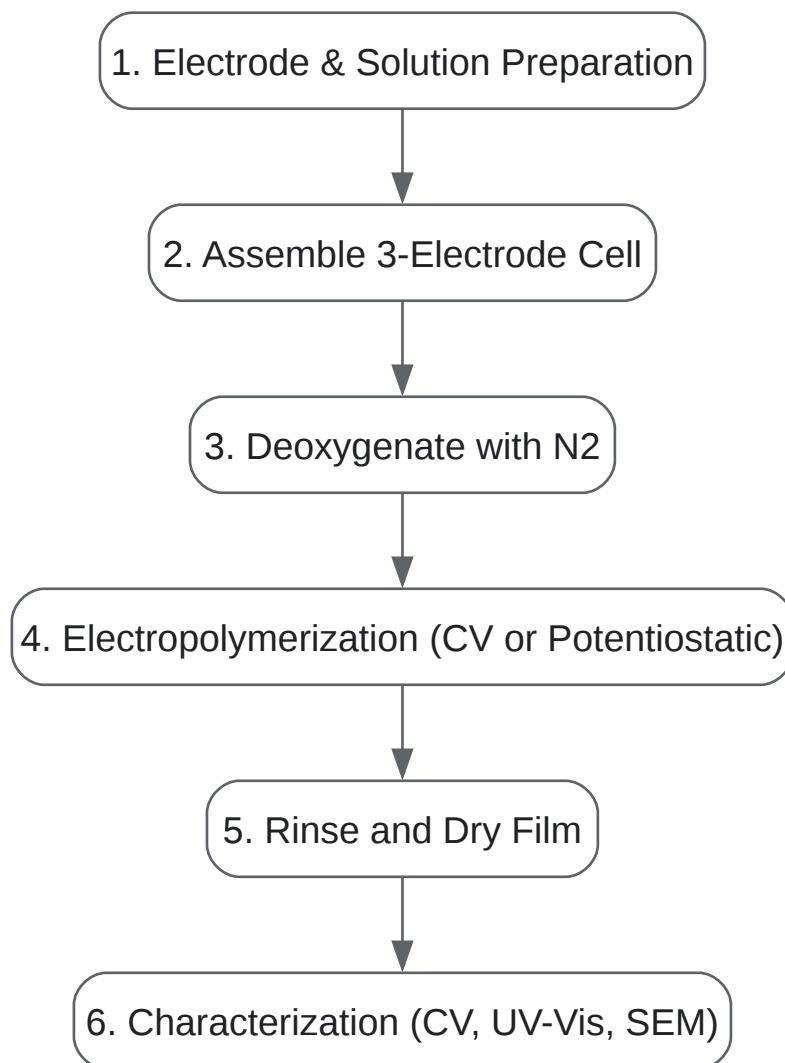 1. Electrode & Solution Preparation
2. Assemble 3-Electrode Cell
3. Deoxygenate with N2
4. Electropolymerization (CV or Potentiostatic)
5. Rinse and Dry Film
6. Characterization (CV, UV-Vis, SEM)